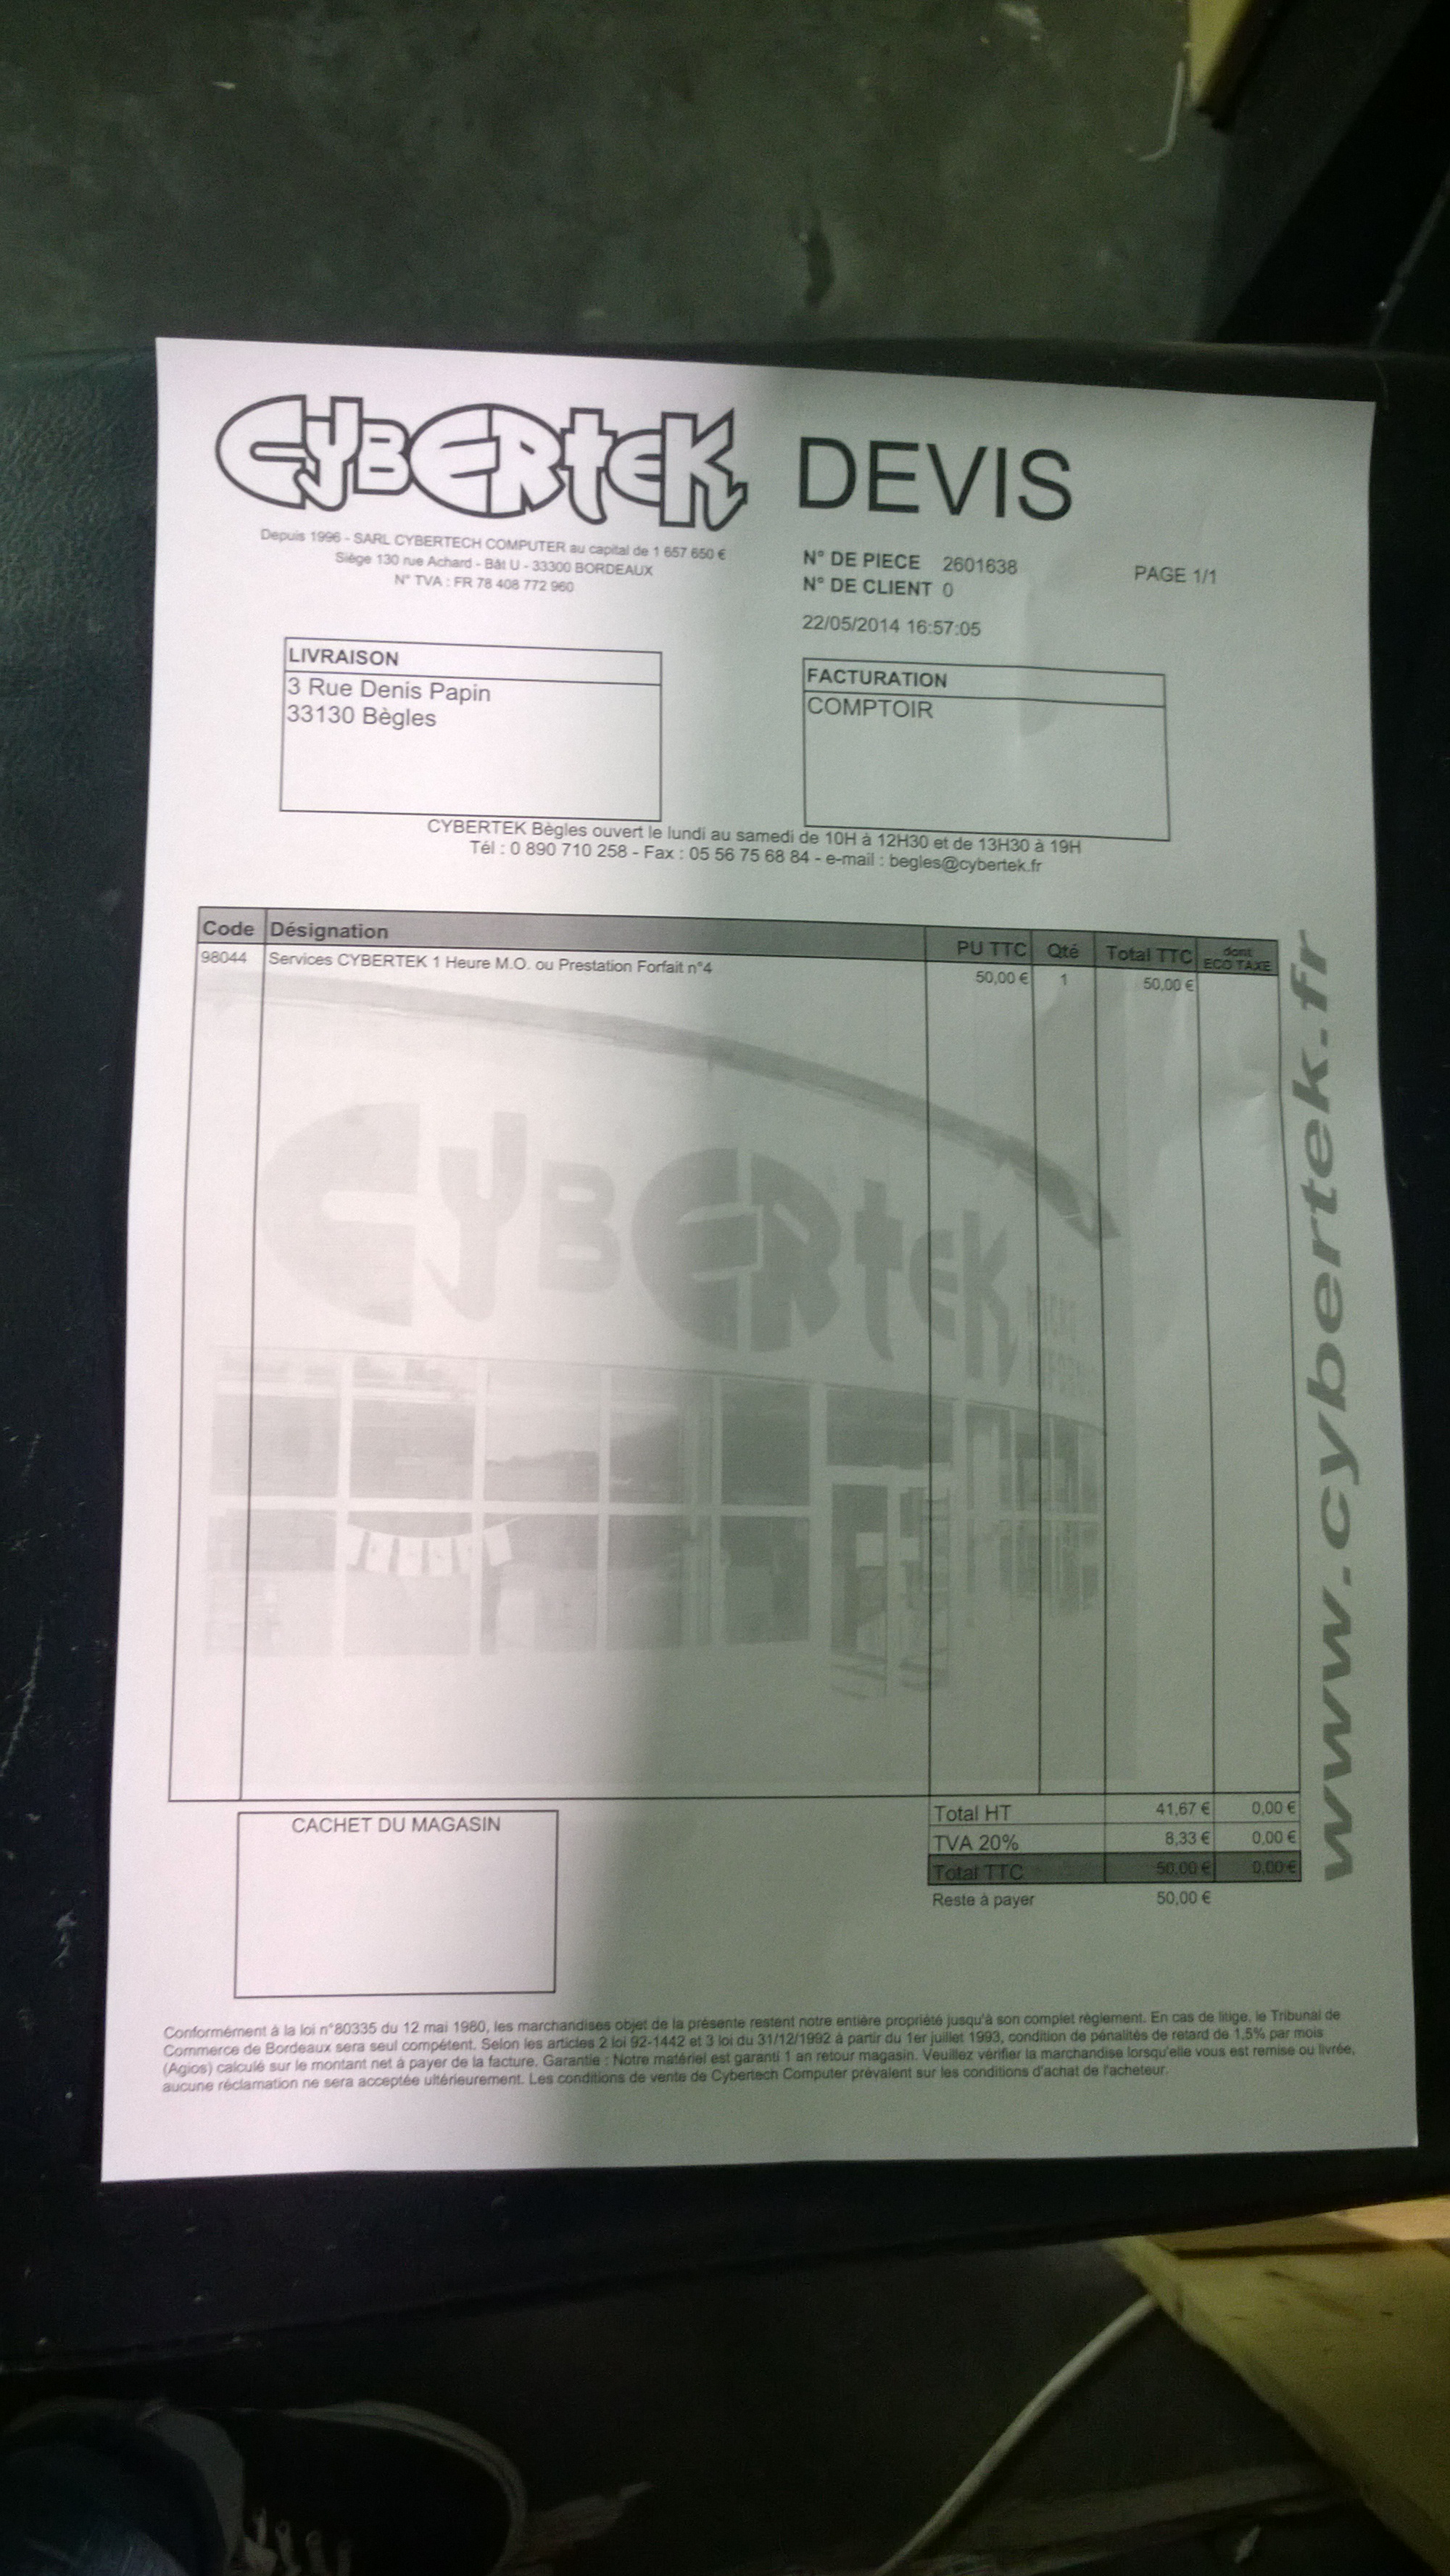 CYBERTEK
DEVIS
Depuis 1996 - SARL CYBERTECH COMPUTER au capital de 1 657 650 €
Siège 130 rue Achard - Bât U - 33300 BORDEAUX
N° TVA : FR 78 408 772 960
N° DE PIECE 2601638
PAGE 1/1
N° DE CLIENT 0
22/05/2014 16:57:05
LIVRAISON
3 Rue Denis Papin
33130 Bègles
FACTURATION
COMPTOIR
CYBERTEK Bègles ouvert le lundi au samedi de 10H à 12H30 et de 13H30 à 19H
Tél : 0 890 710 258 - Fax : 05 56 75 68 84 - e-mail : begles@cybertek.fr
Code Désignation PU TTC Qté Total TTC dont ECO TAXE
98044 Services CYBERTEK 1 Heure M.O. ou Prestation Forfait n°4 50,00 € 1 50,00 €
CYBERTEK
www.cybertek.fr
Total HT 41,67 € 0,00 €
TVA 20% 8,33 € 0,00 €
Total TTC 50,00 € 0,00 €
Reste à payer 50,00 €
CACHET DU MAGASIN
Conformément à la loi n°80335 du 12 mai 1980, les marchandises objet de la présente restent notre entière propriété jusqu'à son complet règlement. En cas de litige, le Tribunal de
Commerce de Bordeaux sera seul compétent. Selon les articles 2 loi 92-1442 et 3 loi du 31/12/1992 à partir du 1er juillet 1993, condition de pénalités de retard de 1,5% par mois
(Agios) calculé sur le montant net à payer de la facture. Garantie : Notre matériel est garanti 1 an retour magasin. Veuillez vérifier la marchandise lorsqu'elle vous est remise ou livrée,
aucune réclamation ne sera acceptée ultérieurement. Les conditions de vente de Cybertech Computer prévalent sur les conditions d'achat de l'acheteur.